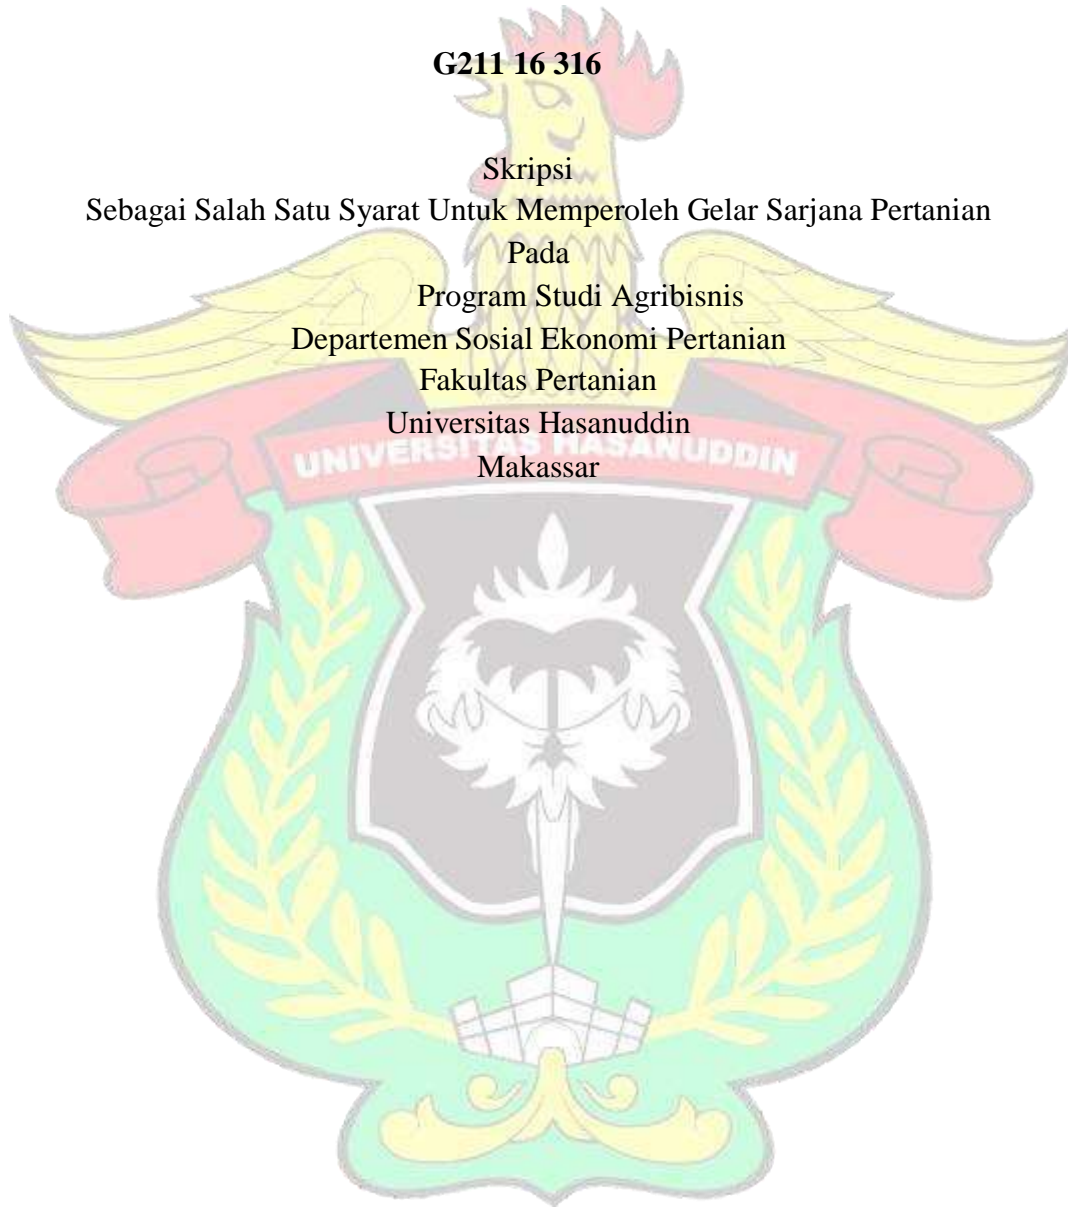 G211 16 316
Skripsi
Sebagai Salah Satu Syarat Untuk Memperoleh Gelar Sarjana Pertanian
Pada
Program Studi Agribisnis
Departemen Sosial Ekonomi Pertanian
Fakultas Pertanian
Universitas Hasanuddin
UNIVERSITAS HASANUDDIN
Makassar